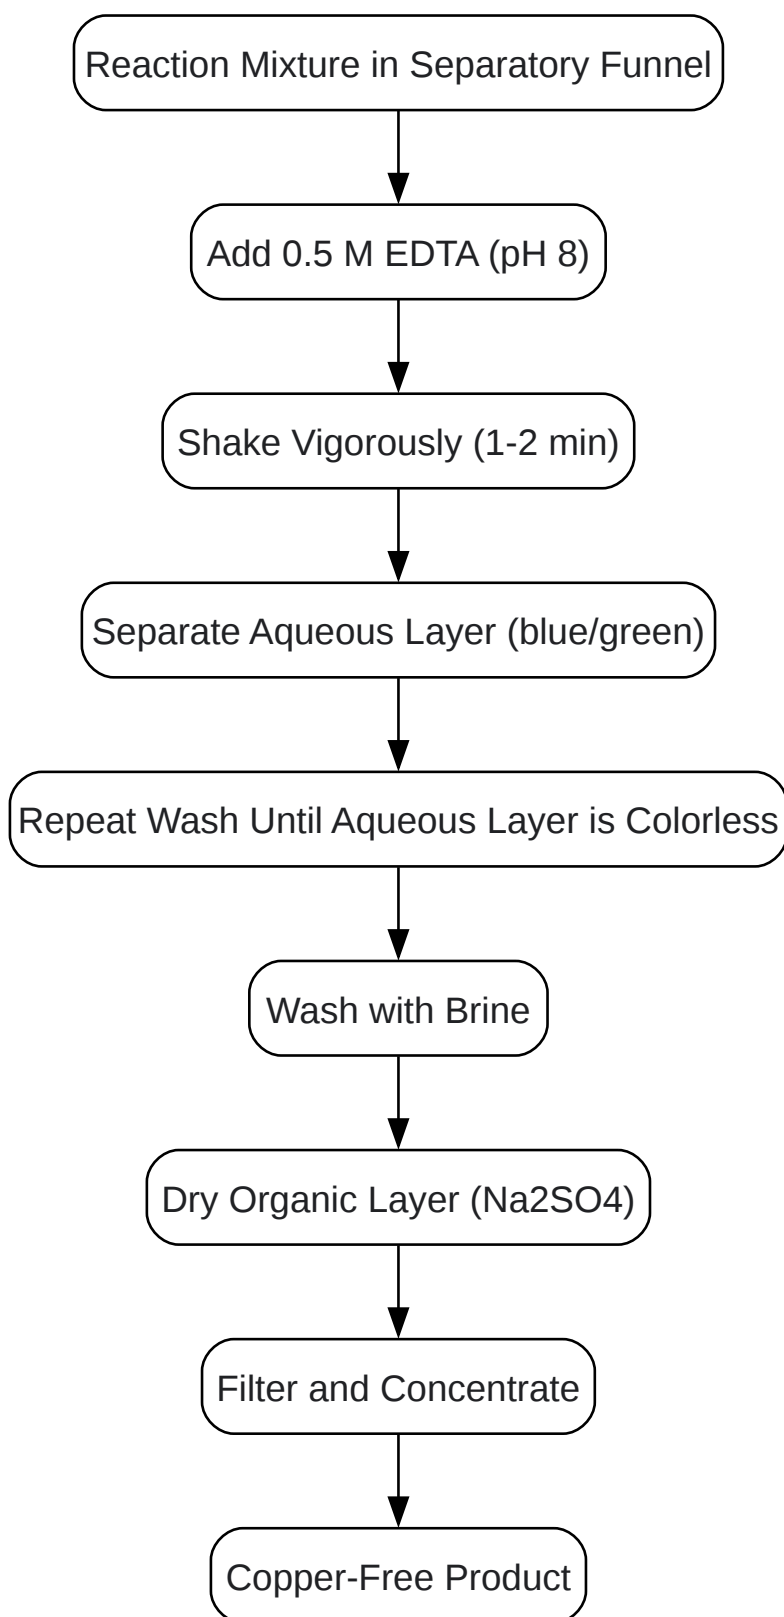 Reaction Mixture in Separatory Funnel
Add 0.5 M EDTA (pH 8)
Shake Vigorously (1-2 min)
Separate Aqueous Layer (blue/green)
Repeat Wash Until Aqueous Layer is Colorless
Wash with Brine
Dry Organic Layer (Na2SO4)
Filter and Concentrate
Copper-Free Product